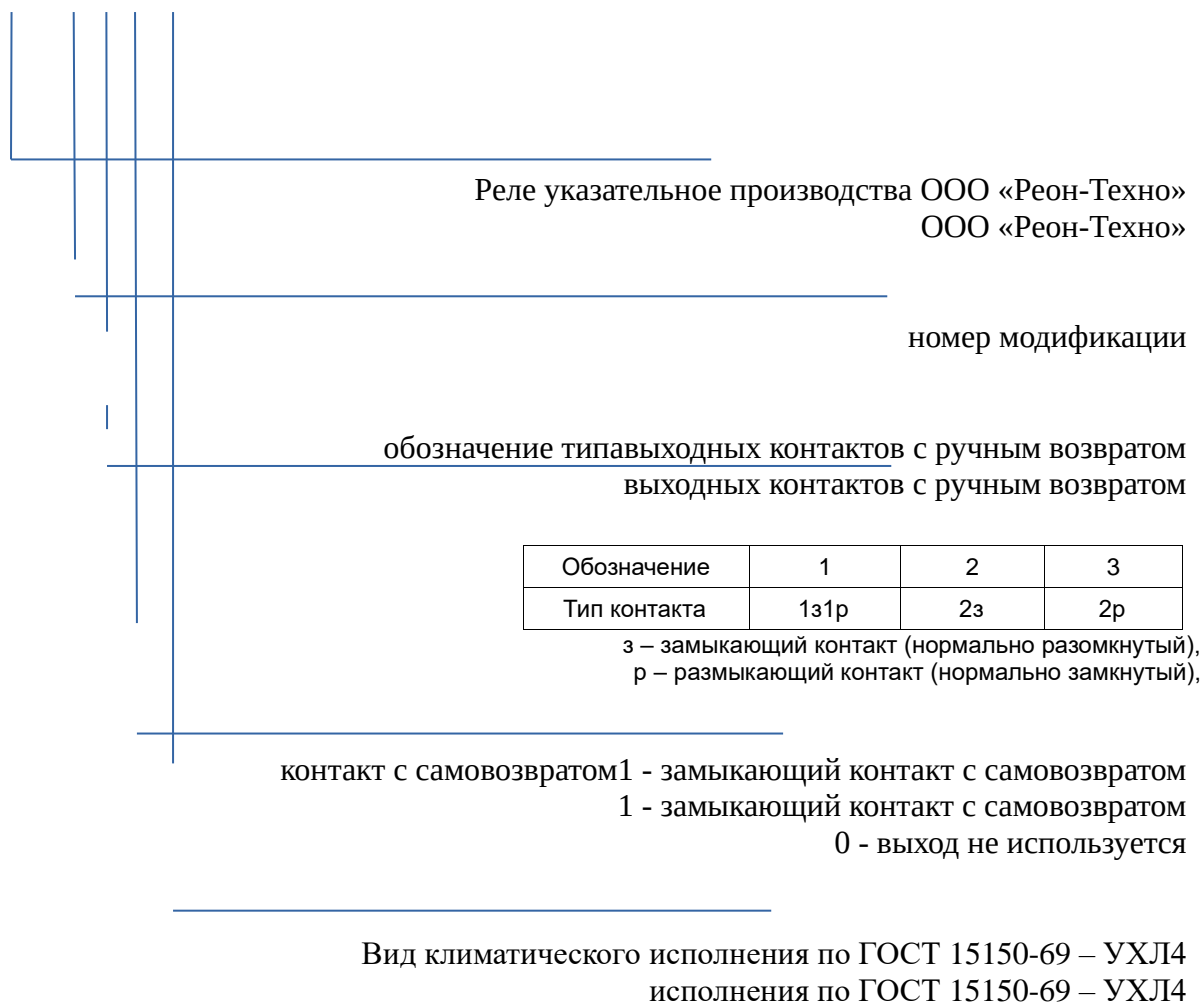 Реле указательное производства ООО «Реон-Техно»
ООО «Реон-Техно»
номер модификации
обозначение типавыходных контактов с ручным возвратом
выходных контактов с ручным возвратом
Обозначение 1 2 3
Тип контакта 1з1р 2з 2р
з – замыкающий контакт (нормально разомкнутый),
р – размыкающий контакт (нормально замкнутый),
контакт с самовозвратом1 - замыкающий контакт с самовозвратом
1 - замыкающий контакт с самовозвратом
0 - выход не используется
Вид климатического исполнения по ГОСТ 15150-69 – УХЛ4
исполнения по ГОСТ 15150-69 – УХЛ4